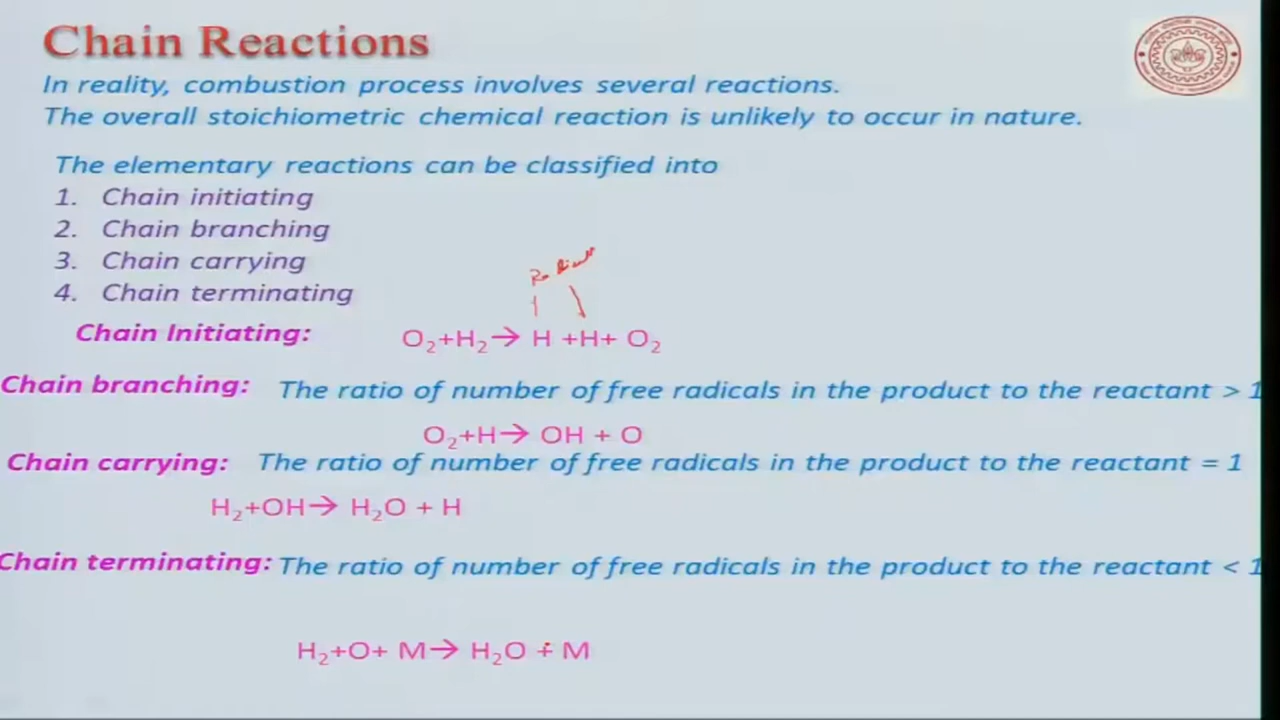 Chain Reactions
In reality, combustion process involves several reactions.
The overall stoichiometric chemical reaction is unlikely to occur in nature.
The elementary reactions can be classified into
1. Chain initiating
2. Chain branching
3. Chain carrying
4. Chain terminating
Radicals
Chain Initiating: O₂+H₂→ H +H+ O₂
Chain branching: The ratio of number of free radicals in the product to the reactant > 1
O₂+H→ OH + O
Chain carrying: The ratio of number of free radicals in the product to the reactant = 1
H₂+OH→ H₂O + H
Chain terminating: The ratio of number of free radicals in the product to the reactant < 1
H₂+O+ M→ H₂O + M